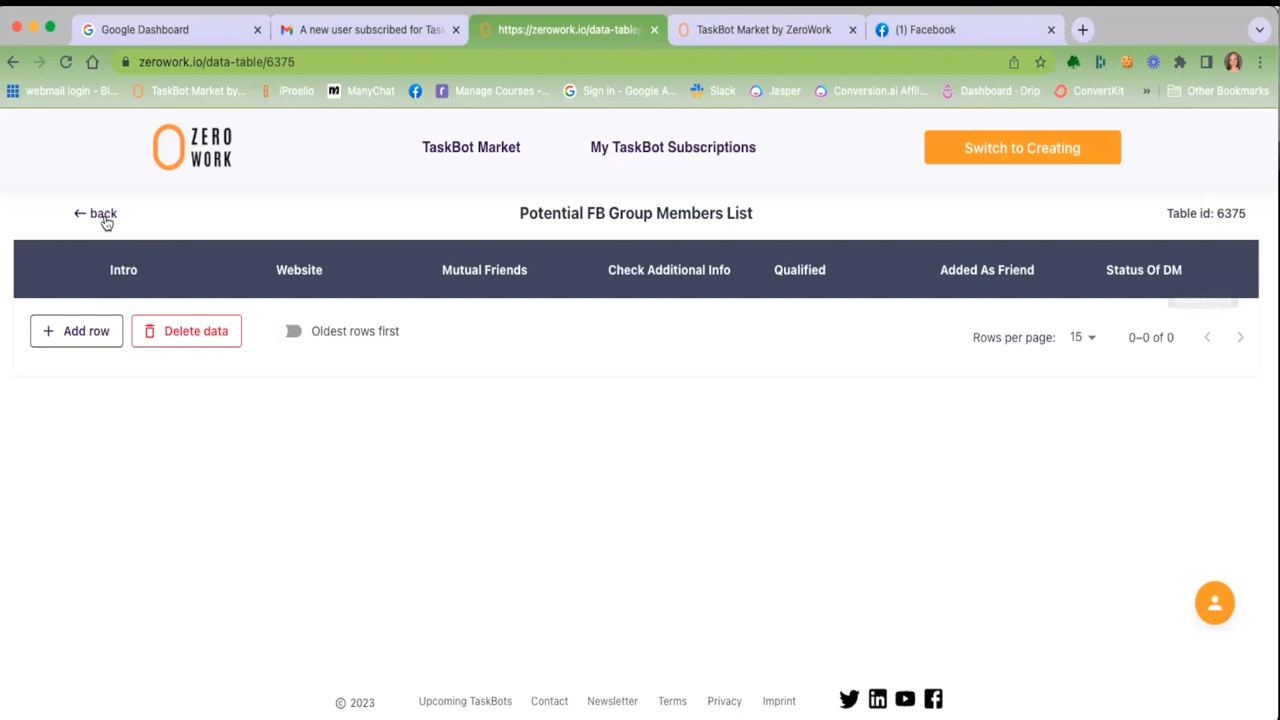 Google Dashboard
A new user subscribed for Tas
https://zerowork.io/data-table/
TaskBot Market by ZeroWork
(1) Facebook
zerowork.io/data-table/6375
webmail login - Bl...
TaskBot Market by...
iProelio
ManyChat
Manage Courses -...
Sign in - Google A...
Slack
Jasper
Conversion.ai Affil...
Dashboard · Drip
ConvertKit
»
Other Bookmarks
ZERO
WORK
TaskBot Market
My TaskBot Subscriptions
Switch to Creating
← back
Potential FB Group Members List
Table id: 6375
Intro
Website
Mutual Friends
Check Additional Info
Qualified
Added As Friend
Status Of DM
+ Add row
Delete data
Oldest rows first
Rows per page:
15
0–0 of 0
© 2023
Upcoming TaskBots
Contact
Newsletter
Terms
Privacy
Imprint